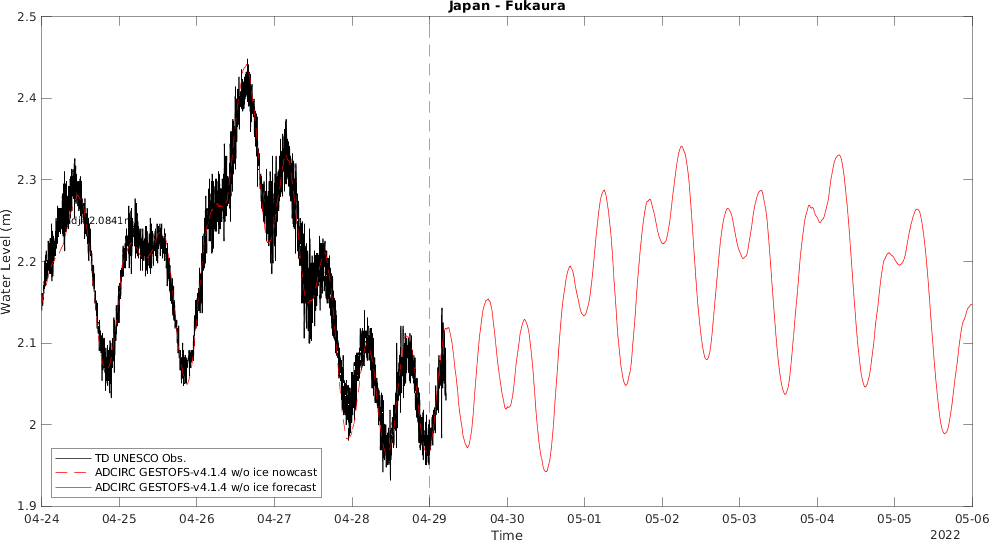 Japan - Fukaura
2.5
2.4
2.3
2.2
2.1
2
1.9
Water Level (m)
TD UNESCO Obs.
ADCIRC GESTOFS-v4.1.4 w/o ice nowcast
ADCIRC GESTOFS-v4.1.4 w/o ice forecast
04-24 04-25 04-26 04-27 04-28 04-29 04-30 05-01 05-02 05-03 05-04 05-05 05-06
Time
2022